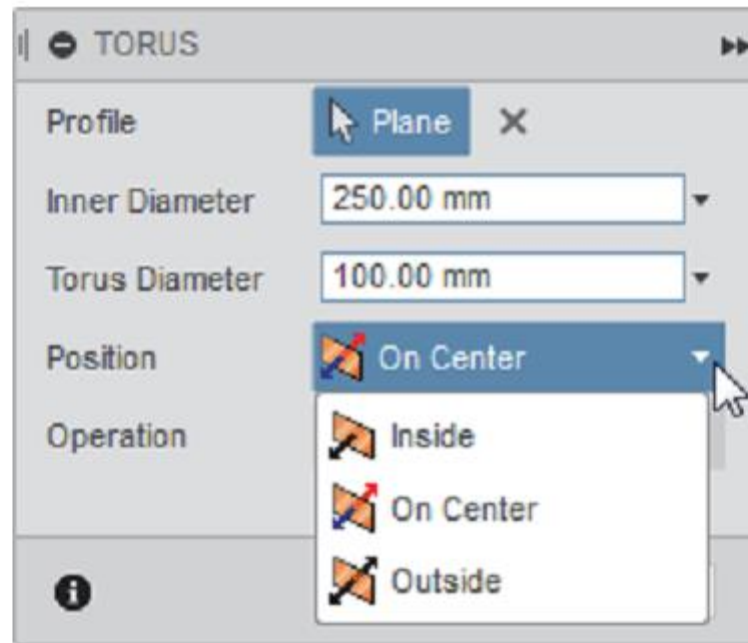 TORUS
Profile Plane
Inner Diameter 250.00 mm
Torus Diameter 100.00 mm
Position On Center
Operation Inside
On Center
Outside